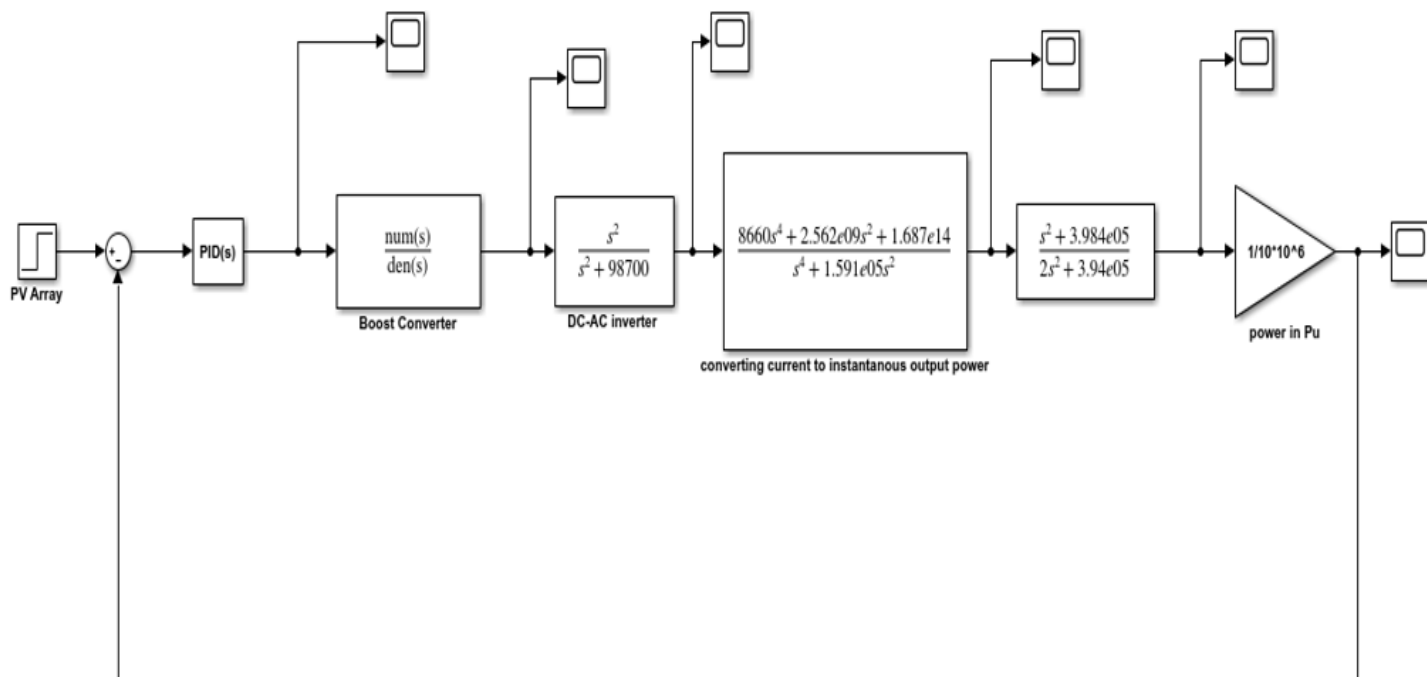 +
-
PV Array
PID(s)
num(s)
den(s)
Boost Converter
s²
s² + 98700
DC-AC inverter
8660s⁴ + 2.562e09s² + 1.687e14
s⁴ + 1.591e05s²
converting current to instantanous output power
s² + 3.984e05
2s² + 3.94e05
1/10*10^6
power in Pu